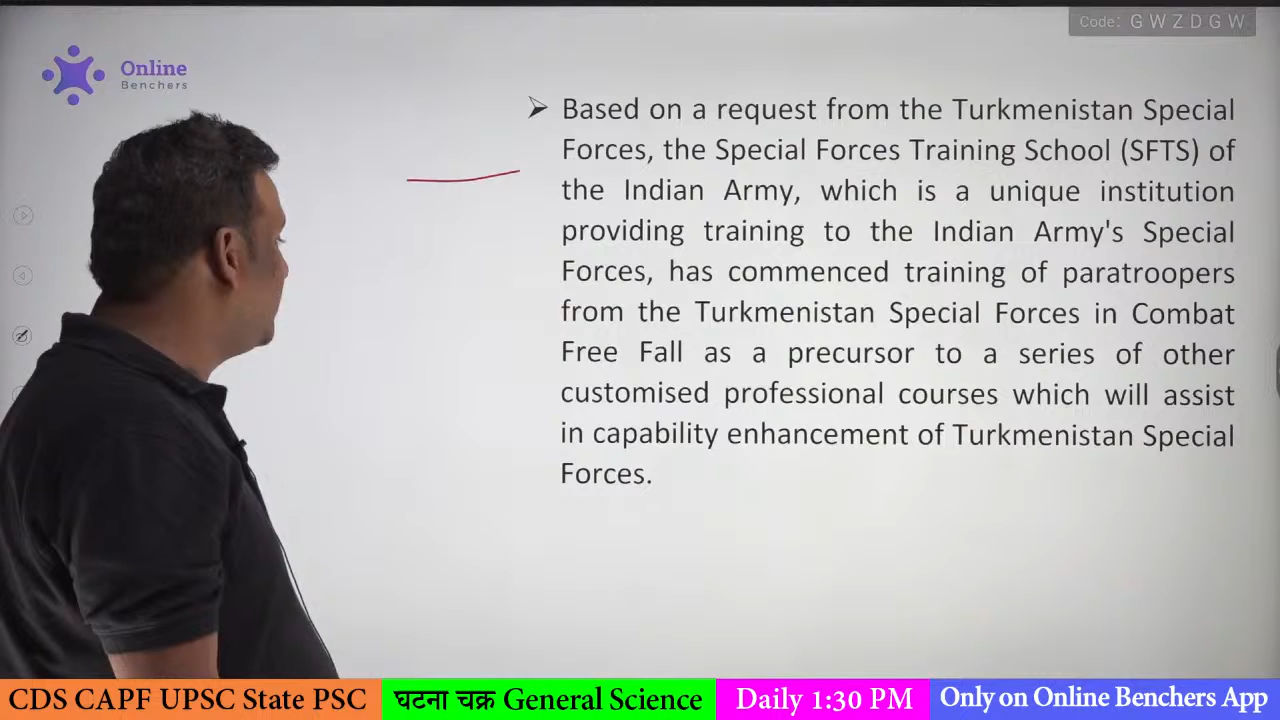 Code: G W Z D G W
Online
Benchers
➢ Based on a request from the Turkmenistan Special
Forces, the Special Forces Training School (SFTS) of
the Indian Army, which is a unique institution
providing training to the Indian Army's Special
Forces, has commenced training of paratroopers
from the Turkmenistan Special Forces in Combat
Free Fall as a precursor to a series of other
customised professional courses which will assist
in capability enhancement of Turkmenistan Special
Forces.
CDS CAPF UPSC State PSC घटना चक्र General Science Daily 1:30 PM Only on Online Benchers App